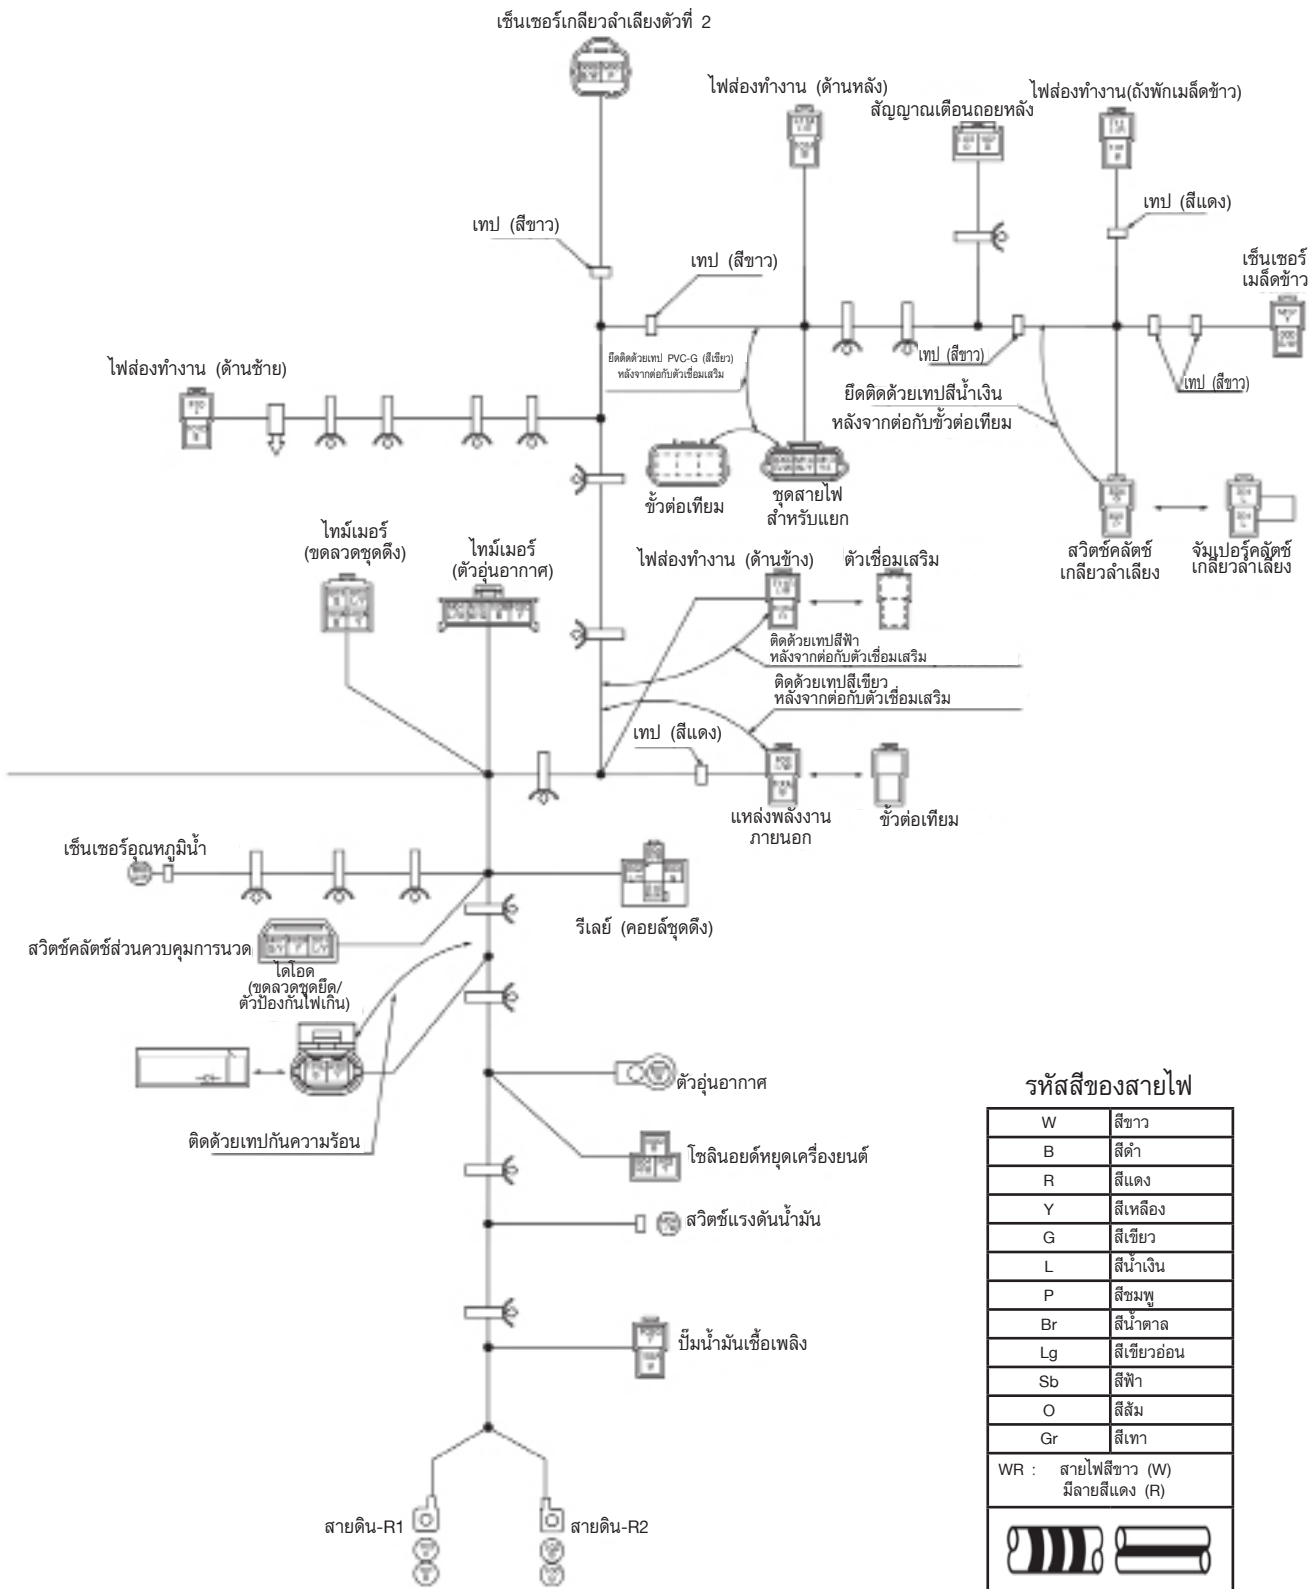 เซ็นเซอร์เกลียวลำเลียงตัวที่ 2
ไฟส่องทำงาน (ด้านหลัง)
สัญญาณเตือนถอยหลัง
ไฟส่องทำงาน(ถังพักเมล็ดข้าว)
เทป (สีขาว)
เทป (สีขาว)
เทป (สีแดง)
เซ็นเซอร์
เมล็ดข้าว
ไฟส่องทำงาน (ด้านซ้าย)
ยึดติดด้วยเทป PVC-G (สีเขียว)
หลังจากต่อกับตัวเชื่อมเสริม
เทป (สีขาว)
เทป (สีขาว)
ยึดติดด้วยเทปสีน้ำเงิน
หลังจากต่อกับขั้วต่อเทียม
ขั้วต่อเทียม
ชุดสายไฟ
สำหรับแยก
สวิตช์คลัตช์
เกลียวลำเลียง
จัมเปอร์คลัตช์
เกลียวลำเลียง
ไทม์เมอร์
(ขดลวดชุดดึง)
ไทม์เมอร์
(ตัวอุ่นอากาศ)
ไฟส่องทำงาน (ด้านข้าง)
ตัวเชื่อมเสริม
ติดด้วยเทปสีฟ้า
หลังจากต่อกับตัวเชื่อมเสริม
ติดด้วยเทปสีเขียว
หลังจากต่อกับตัวเชื่อมเสริม
เทป (สีแดง)
แหล่งพลังงาน
ภายนอก
ขั้วต่อเทียม
เซ็นเซอร์อุณหภูมิน้ำ
รีเลย์ (คอยล์ชุดดึง)
สวิตช์คลัตช์ส่วนควบคุมการนวด
ไดโอด
(ขดลวดชุดยึด/
ตัวป้องกันไฟเกิน)
ติดด้วยเทปกันความร้อน
ตัวอุ่นอากาศ
โซลินอยด์หยุดเครื่องยนต์
สวิตช์แรงดันน้ำมัน
ปั๊มน้ำมันเชื้อเพลิง
สายดิน-R1
สายดิน-R2
รหัสสีของสายไฟ
W สีขาว
B สีดำ
R สีแดง
Y สีเหลือง
G สีเขียว
L สีน้ำเงิน
P สีชมพู
Br สีน้ำตาล
Lg สีเขียวอ่อน
Sb สีฟ้า
O สีส้ม
Gr สีเทา
WR : สายไฟสีขาว (W)
มีลายสีแดง (R)